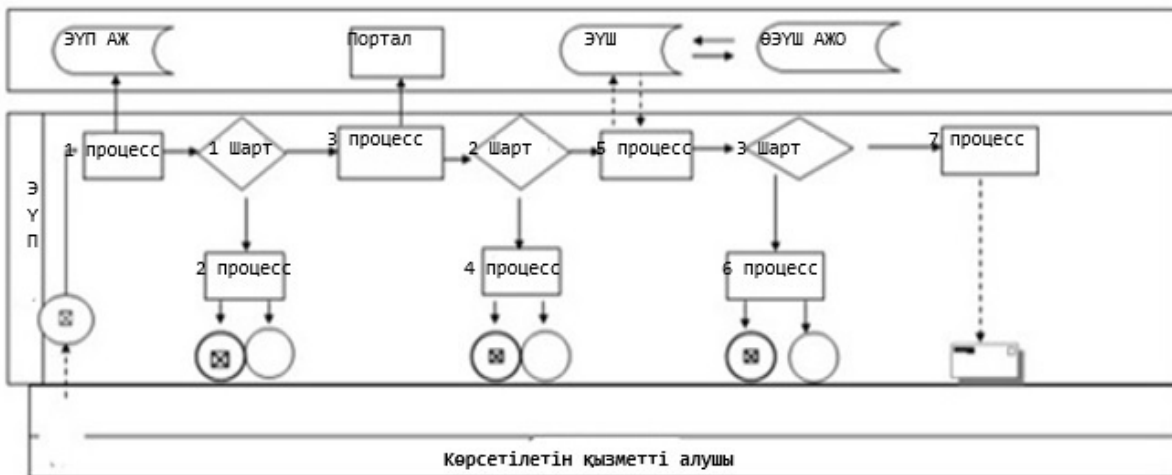 ЭҮП АЖ
Портал
ЭҮШ
ӨЭҮШ АЖО
1 процесс
1 Шарт
3 процесс
2 Шарт
5 процесс
3 Шарт
7 процесс
Э
Ү
П
2 процесс
4 процесс
6 процесс
Көрсетілетін қызметті алушы